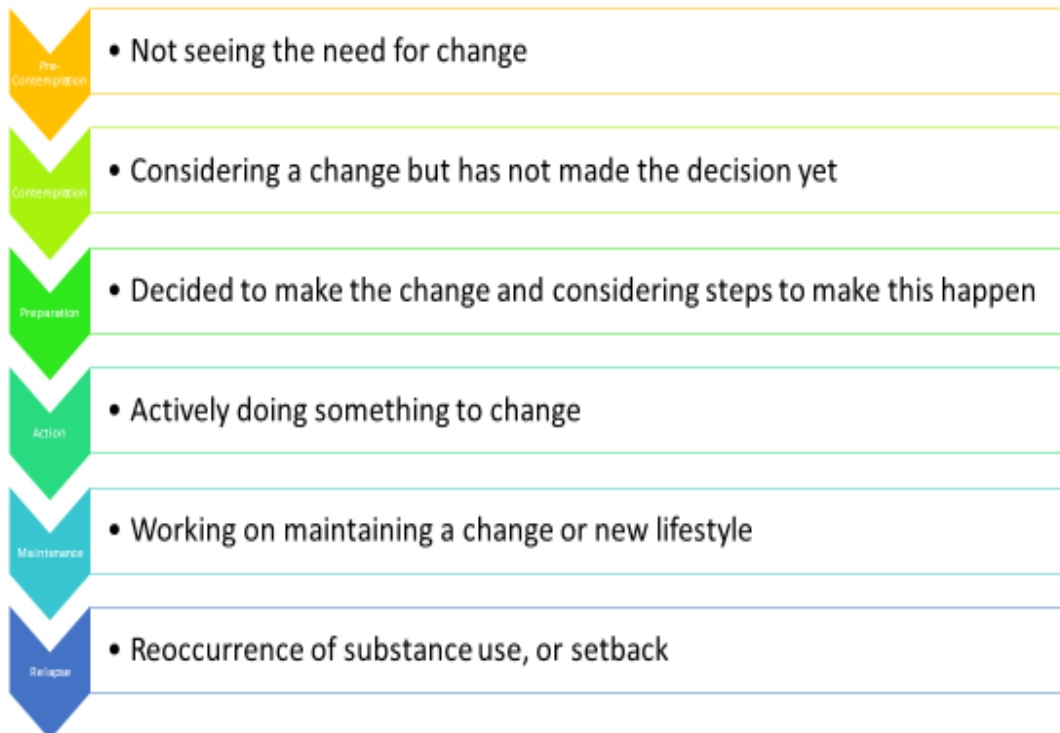 Pre-
Contemplation
• Not seeing the need for change
Contemplation
• Considering a change but has not made the decision yet
Preparation
• Decided to make the change and considering steps to make this happen
Action
• Actively doing something to change
Maintenance
• Working on maintaining a change or new lifestyle
Relapse
• Reoccurrence of substance use, or setback